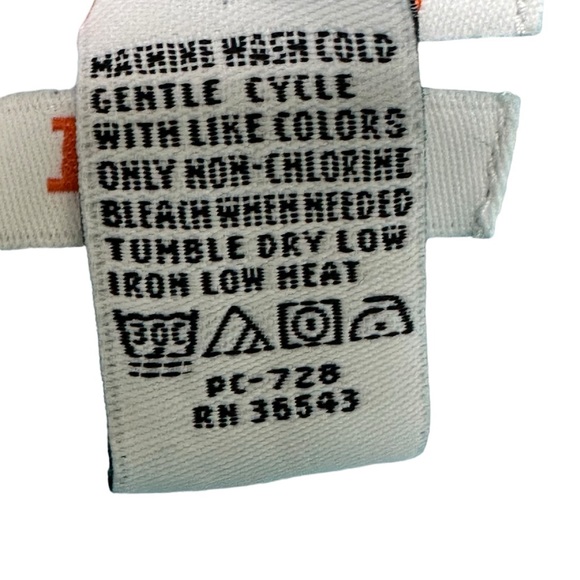 MACHINE WASH COLD
GENTLE CYCLE
WITH LIKE COLORS
ONLY NON-CHLORINE
BLEACH WHEN NEEDED
TUMBLE DRY LOW
IRON LOW HEAT
30C
PC-728
RN 36543